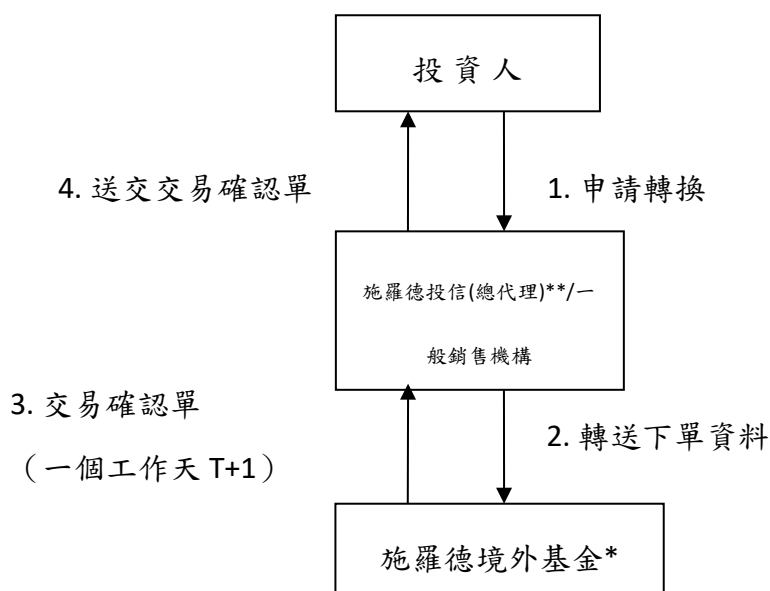 投 資 人
4. 送交交易確認單
1. 申請轉換
施羅德投信(總代理)**/一
般銷售機構
3. 交易確認單
（一個工作天 T+1）
2. 轉送下單資料
施羅德境外基金*